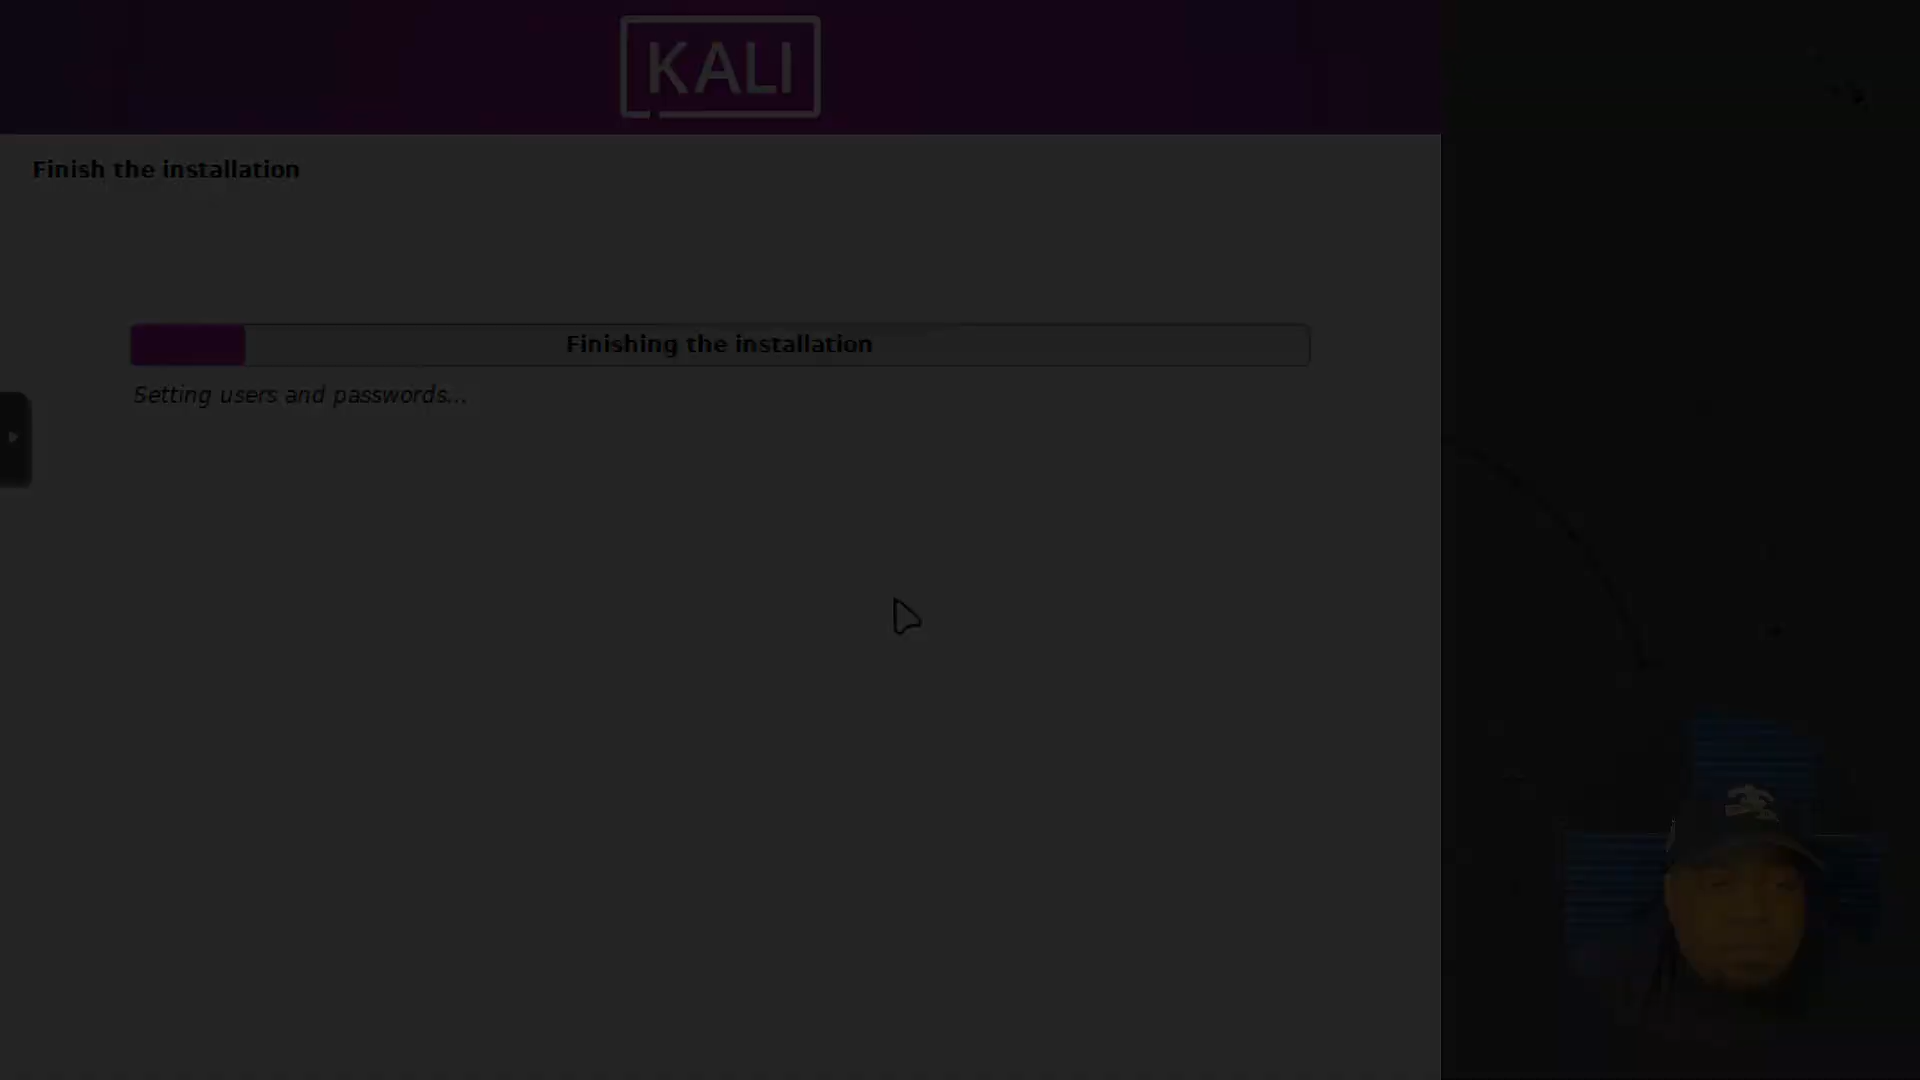 KALI
Finish the installation
Finishing the installation
Setting users and passwords...